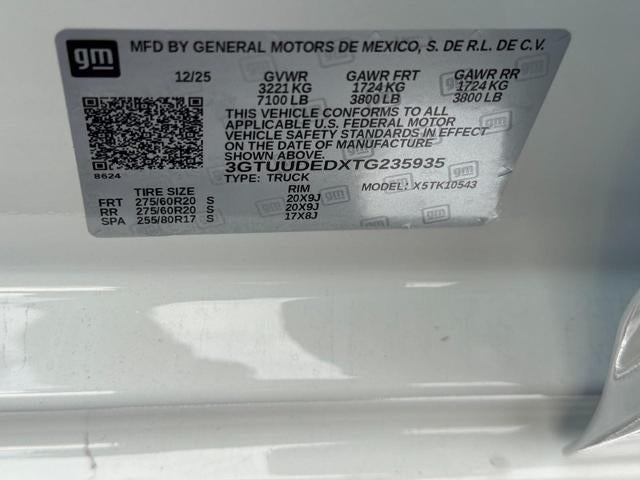 gm
MFD BY GENERAL MOTORS DE MEXICO, S. DE R.L. DE C.V.
12/25 GVWR GAWR FRT GAWR RR
3221 KG 1724 KG 1724 KG
7100 LB 3800 LB 3800 LB
THIS VEHICLE CONFORMS TO ALL
APPLICABLE U.S. FEDERAL MOTOR
VEHICLE SAFETY STANDARDS IN EFFECT
ON THE DATE OF MANUFACTURE
SHOWN ABOVE.
8624
3GTUUDEDXTG235935
TYPE: TRUCK MODEL: X5TK10543
TIRE SIZE RIM
FRT 275/60R20 S 20X9J
RR 275/60R20 S 20X9J
SPA 255/80R17 S 17X8J